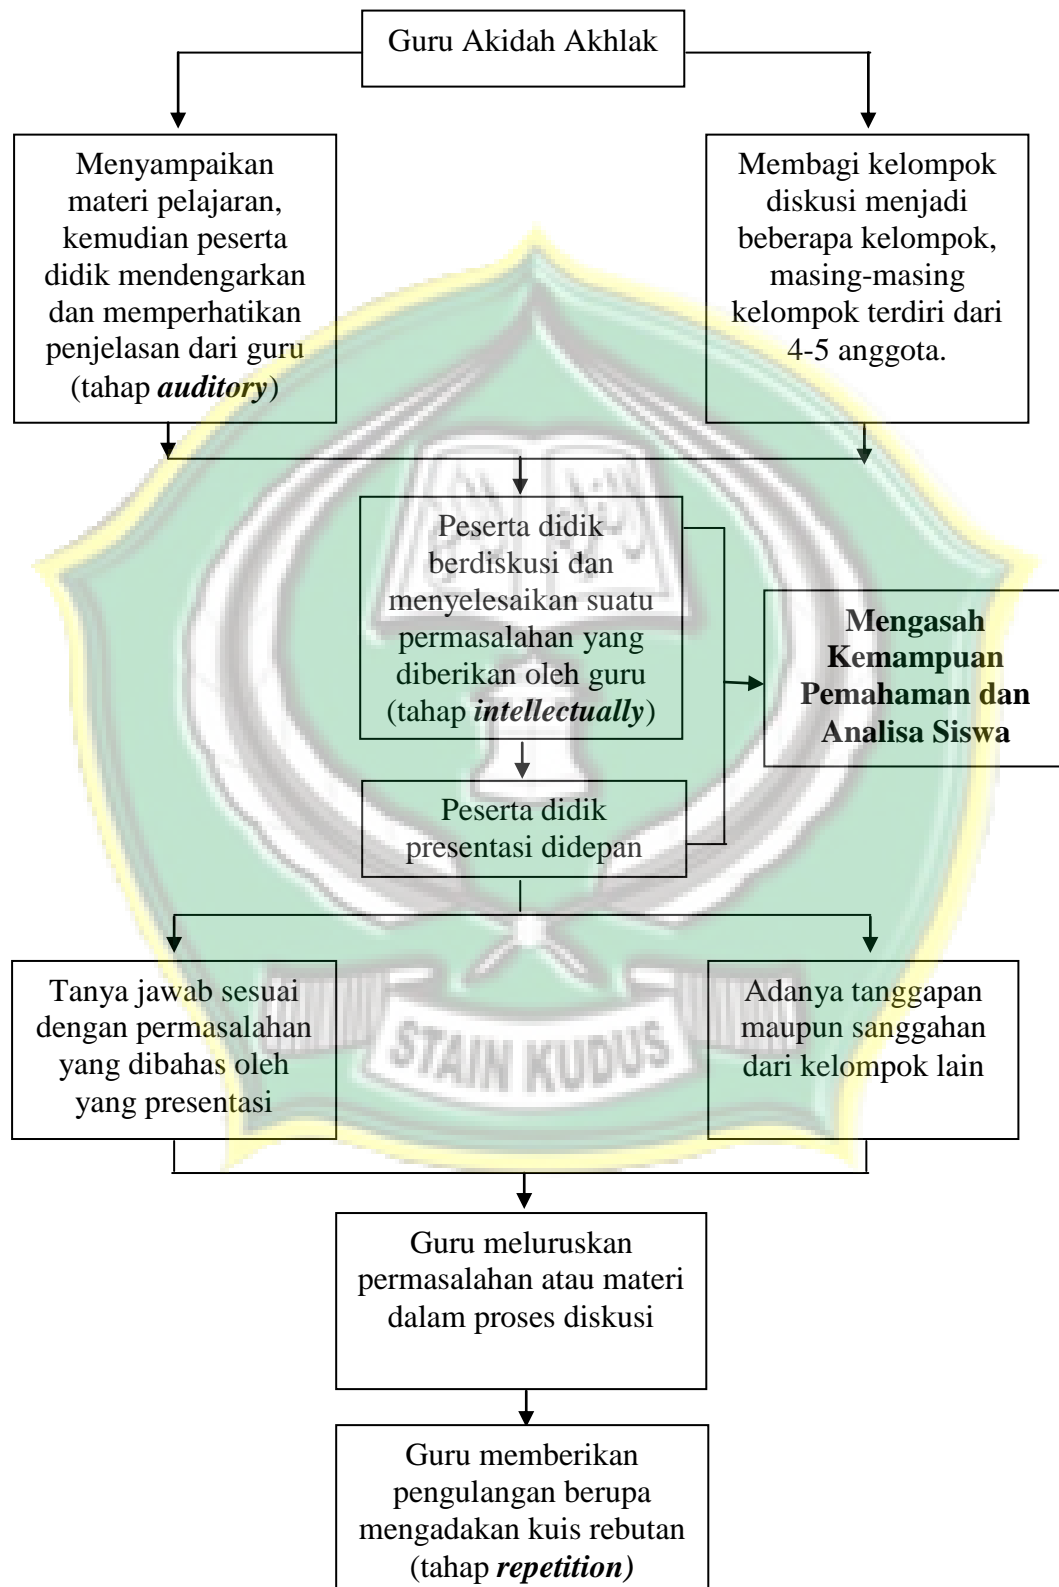 Guru Akidah Akhlak
Menyampaikan
materi pelajaran,
kemudian peserta
didik mendengarkan
dan memperhatikan
penjelasan dari guru
(tahap auditory)
Membagi kelompok
diskusi menjadi
beberapa kelompok,
masing-masing
kelompok terdiri dari
4-5 anggota.
Peserta didik
berdiskusi dan
menyelesaikan suatu
permasalahan yang
diberikan oleh guru
(tahap intellectually)
Mengasah
Kemampuan
Pemahaman dan
Analisa Siswa
Peserta didik
presentasi didepan
Tanya jawab sesuai
dengan permasalahan
yang dibahas oleh
yang presentasi
Adanya tanggapan
maupun sanggahan
dari kelompok lain
STAIN KUDUS
Guru meluruskan
permasalahan atau materi
dalam proses diskusi
Guru memberikan
pengulangan berupa
mengadakan kuis rebutan
(tahap repetition)